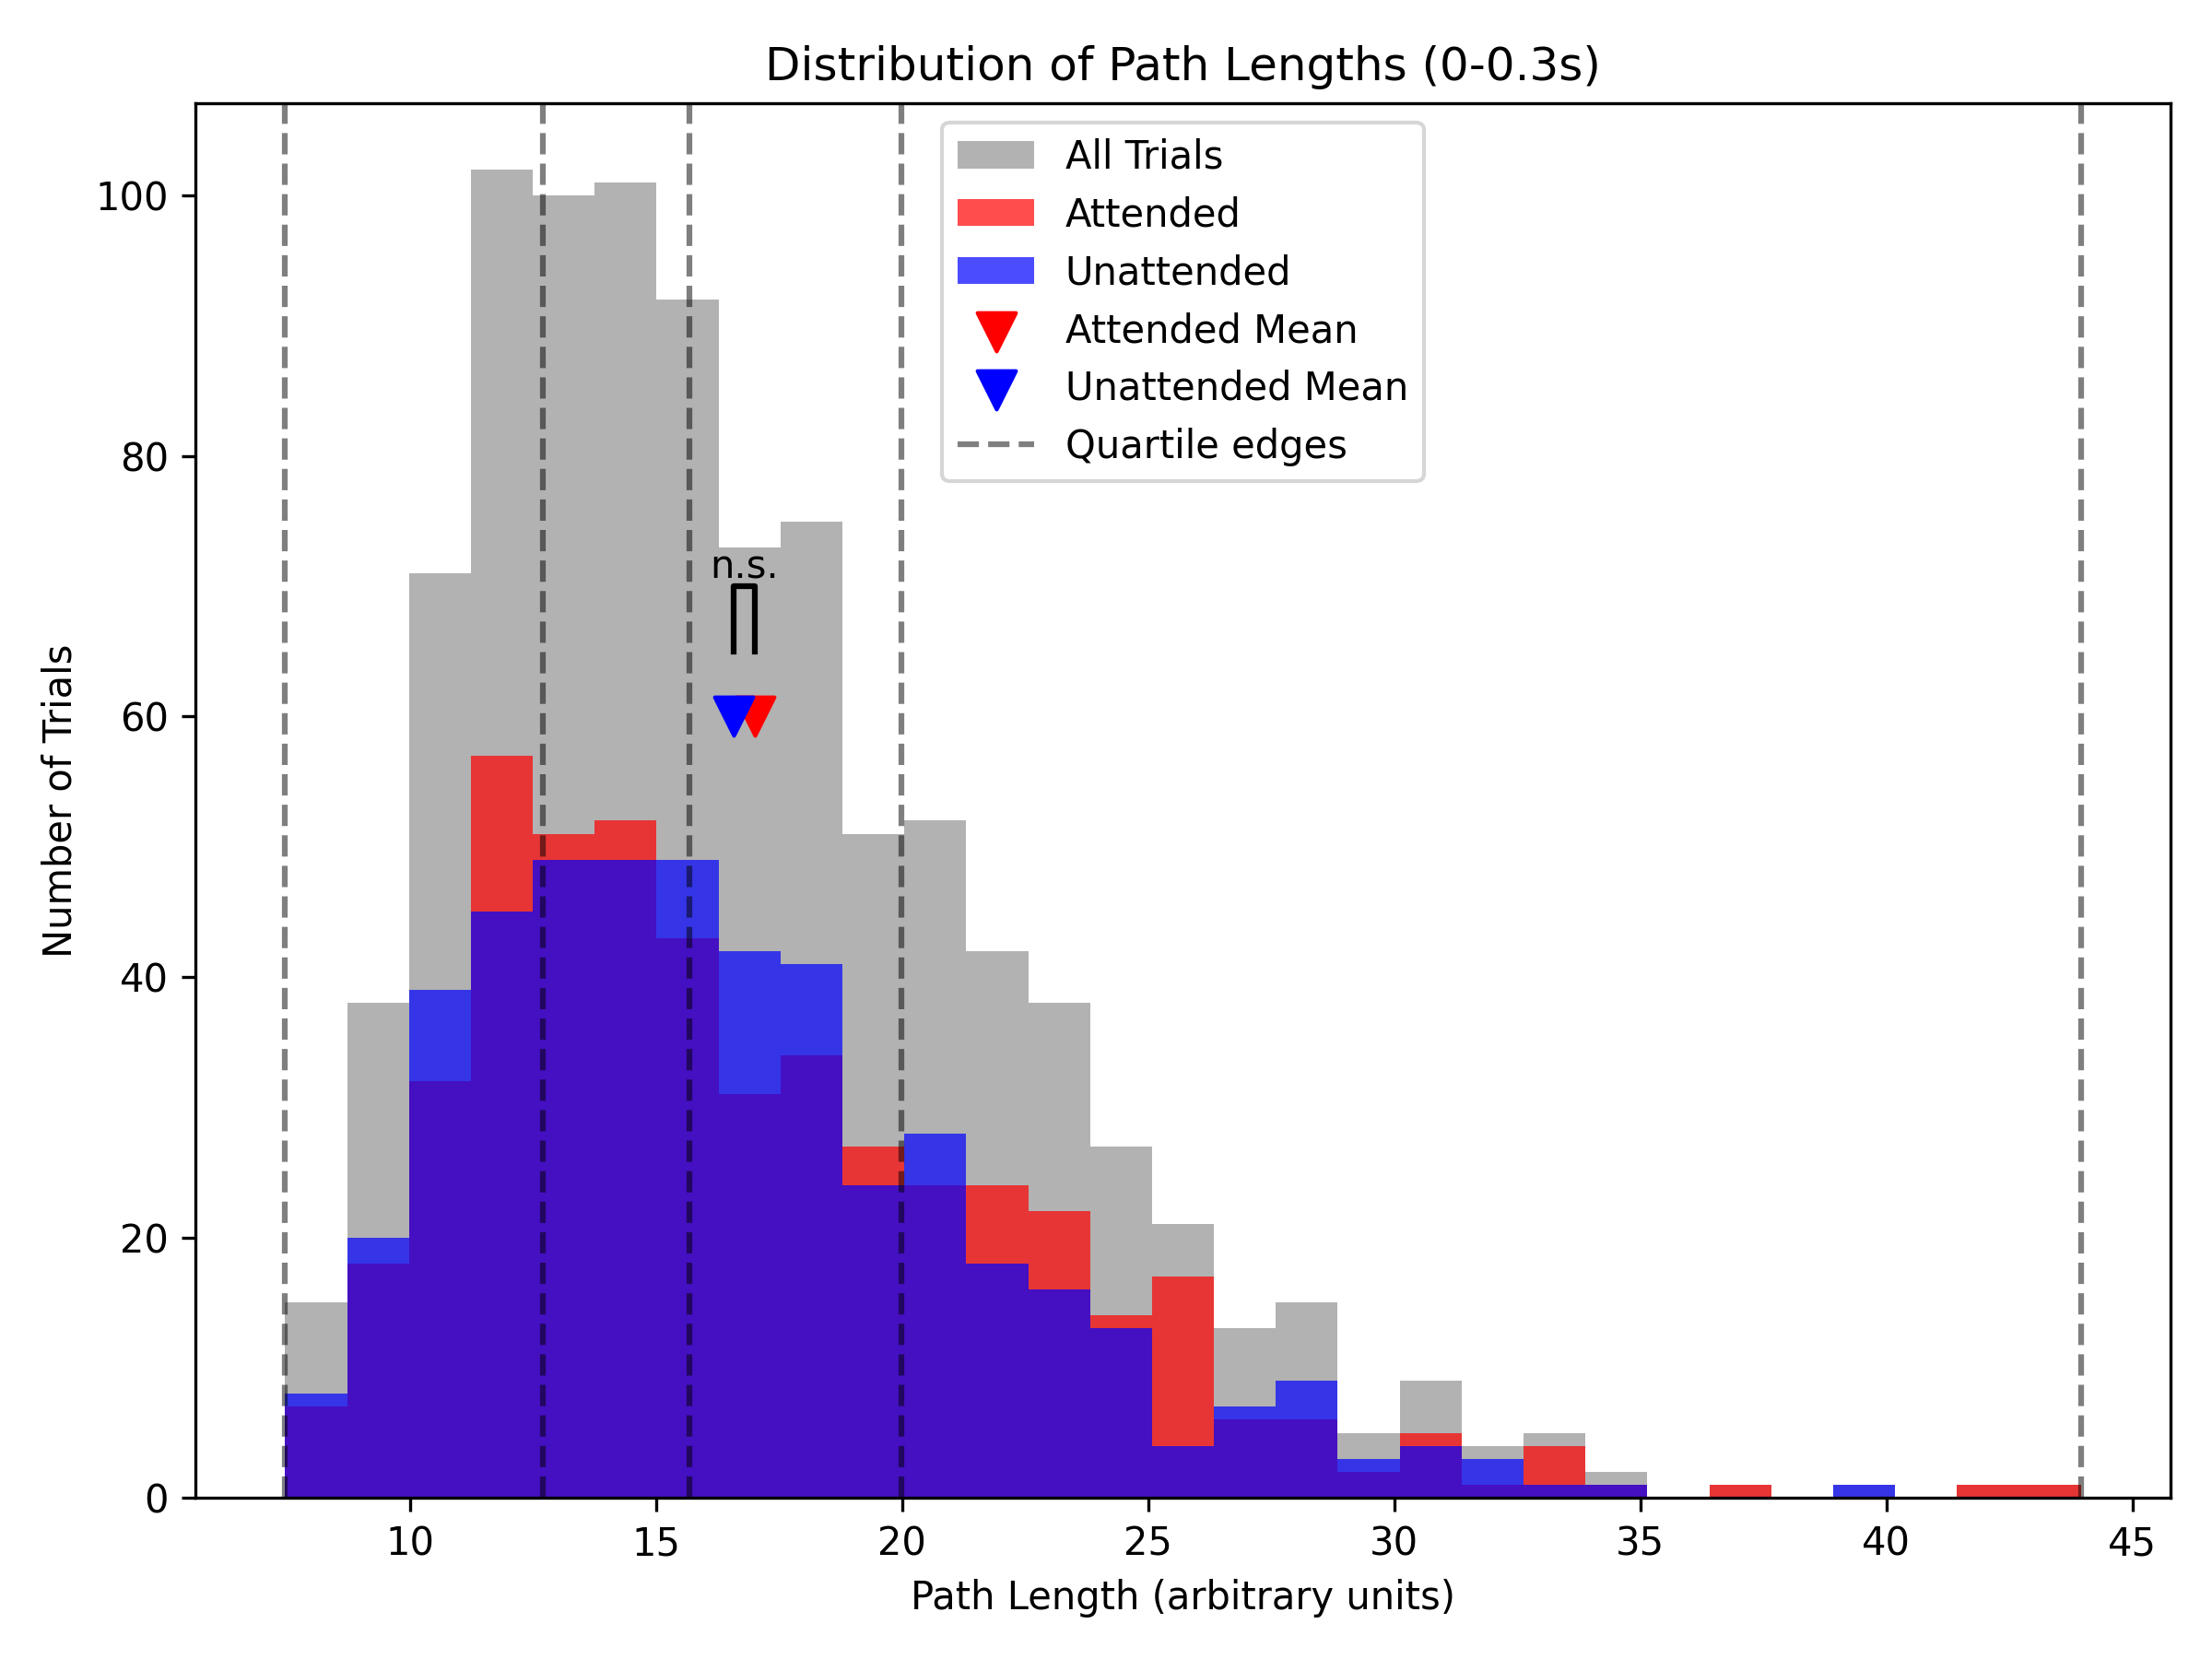 Distribution of Path Lengths (0-0.3s)
All Trials
Attended
Unattended
Attended Mean
Unattended Mean
Quartile edges
n.s.
Number of Trials
100
80
60
40
20
0
10 15 20 25 30 35 40 45
Path Length (arbitrary units)